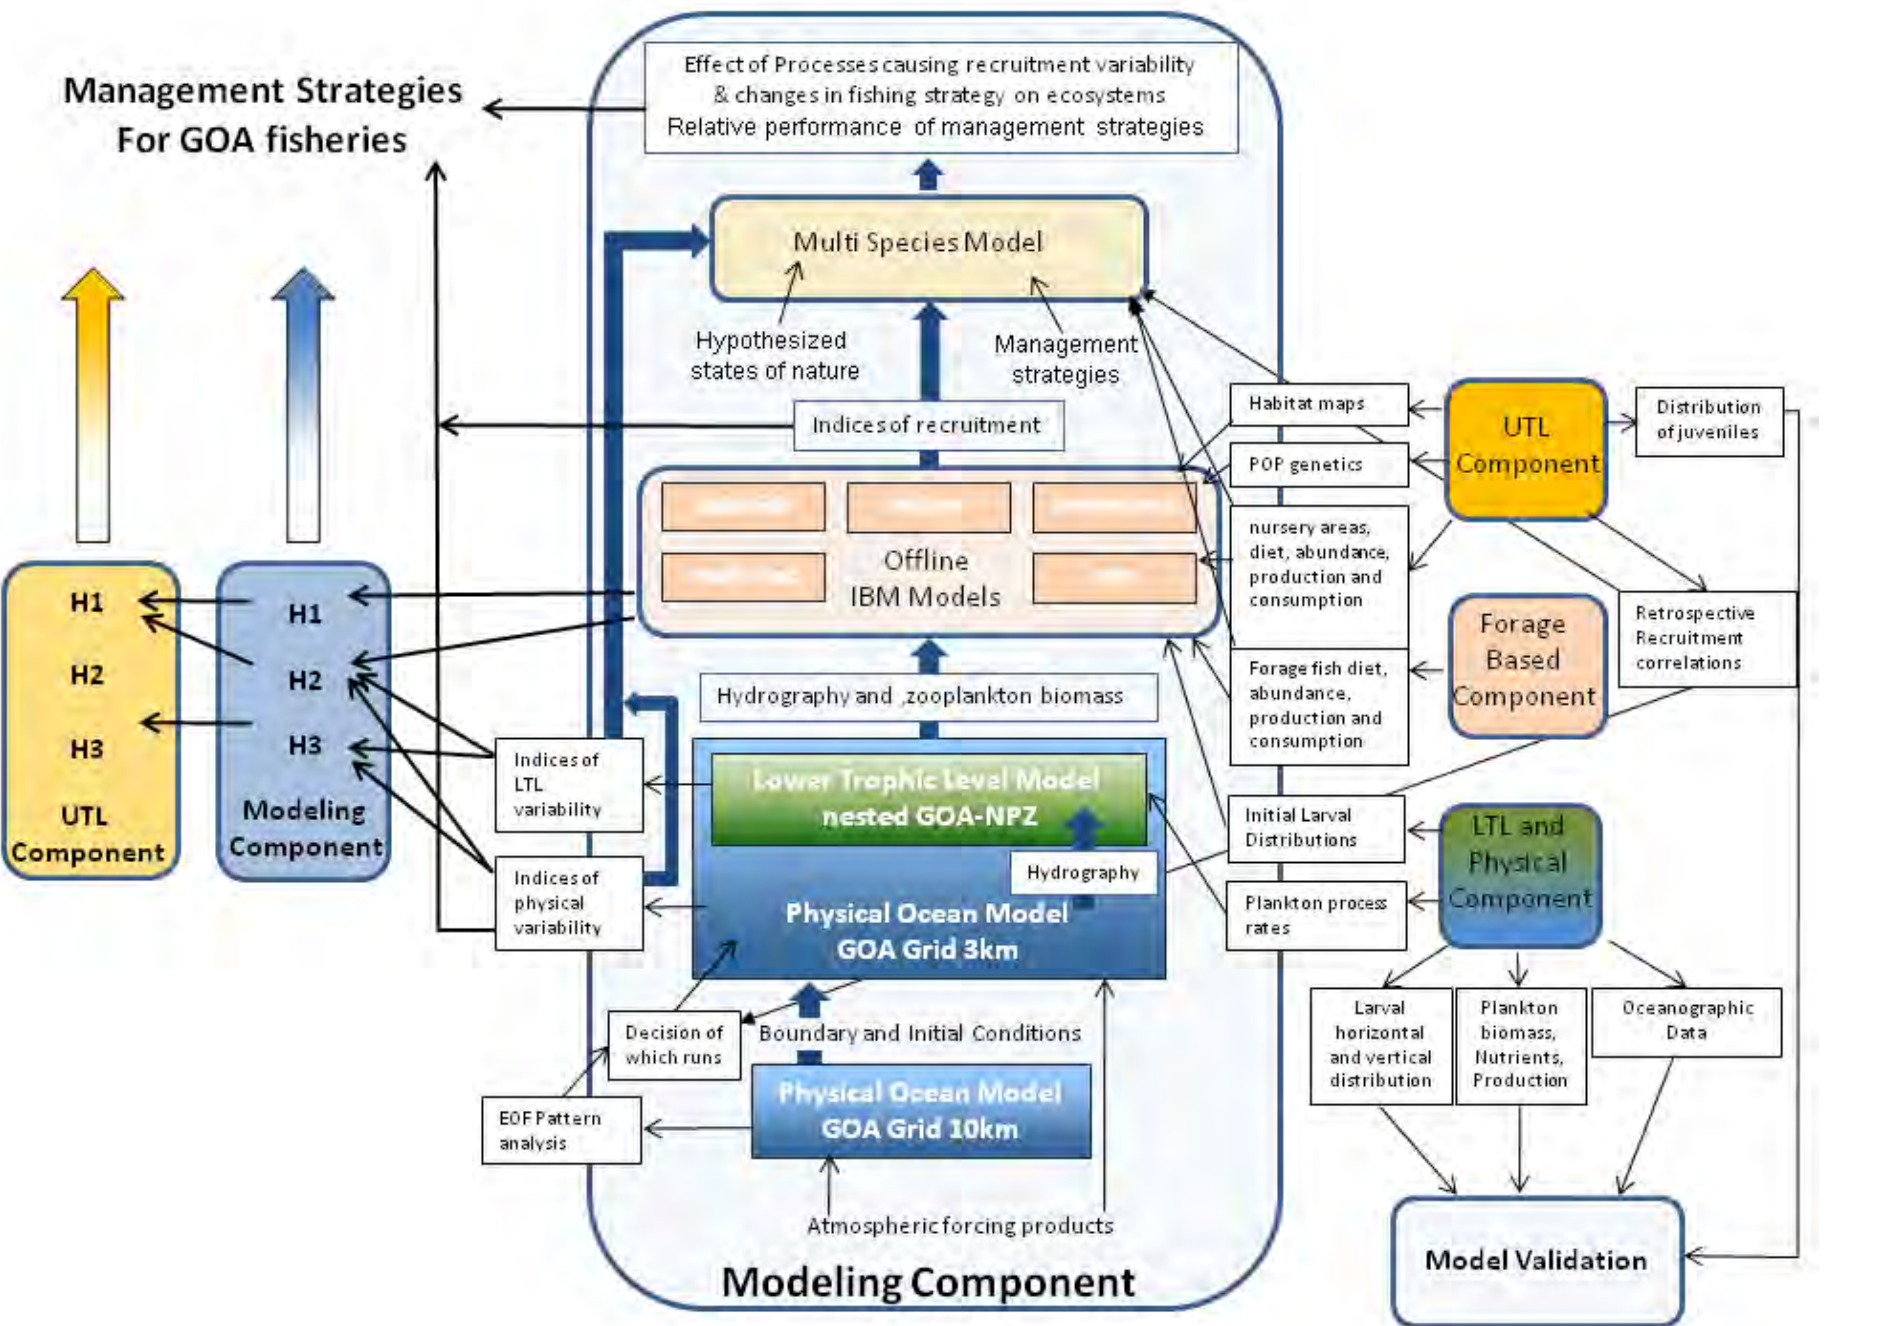 Management Strategies
For GOA fisheries
Effect of Processes causing recruitment variability
& changes in fishing strategy on ecosystems
Relative performance of management strategies
Multi Species Model
Hypothesized
states of nature
Management
strategies
Indices of recruitment
Offline
IBM Models
Hydrography and ,zooplankton biomass
Lower Trophic Level Model
nested GOA-NPZ
Hydrography
Physical Ocean Model
GOA Grid 3km
Boundary and Initial Conditions
Physical Ocean Model
GOA Grid 10km
Atmospheric forcing products
Modeling Component
H1
H2
H3
UTL
Component
H1
H2
H3
Modeling
Component
Indices of
LTL
variability
Indices of
physical
variability
Decision of
which runs
EOF Pattern
analysis
Habitat maps
POP genetics
nursery areas,
diet, abundance,
production and
consumption
Forage fish diet,
abundance,
production and
consumption
Initial Larval
Distributions
Plankton process
rates
UTL
Component
Distribution
of juveniles
Forage
Based
Component
Retrospective
Recruitment
correlations
LTL and
Physical
Component
Larval
horizontal
and vertical
distribution
Plankton
biomass,
Nutrients,
Production
Oceanographic
Data
Model Validation